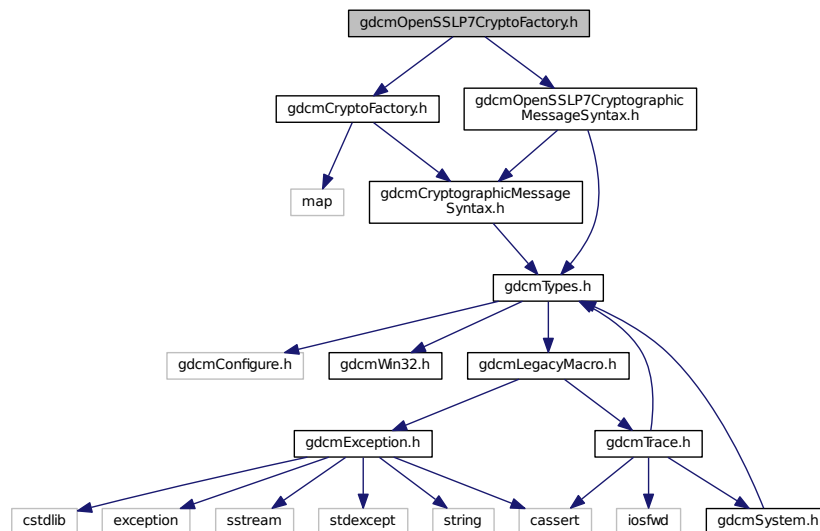 gdcmOpenSSLP7CryptoFactory.h
gdcmCryptoFactory.h
gdcmOpenSSLP7Cryptographic
MessageSyntax.h
map
gdcmCryptographicMessage
Syntax.h
gdcmTypes.h
gdcmConfigure.h
gdcmWin32.h
gdcmLegacyMacro.h
gdcmException.h
gdcmTrace.h
cstdlib
exception
sstream
stdexcept
string
cassert
iosfwd
gdcmSystem.h